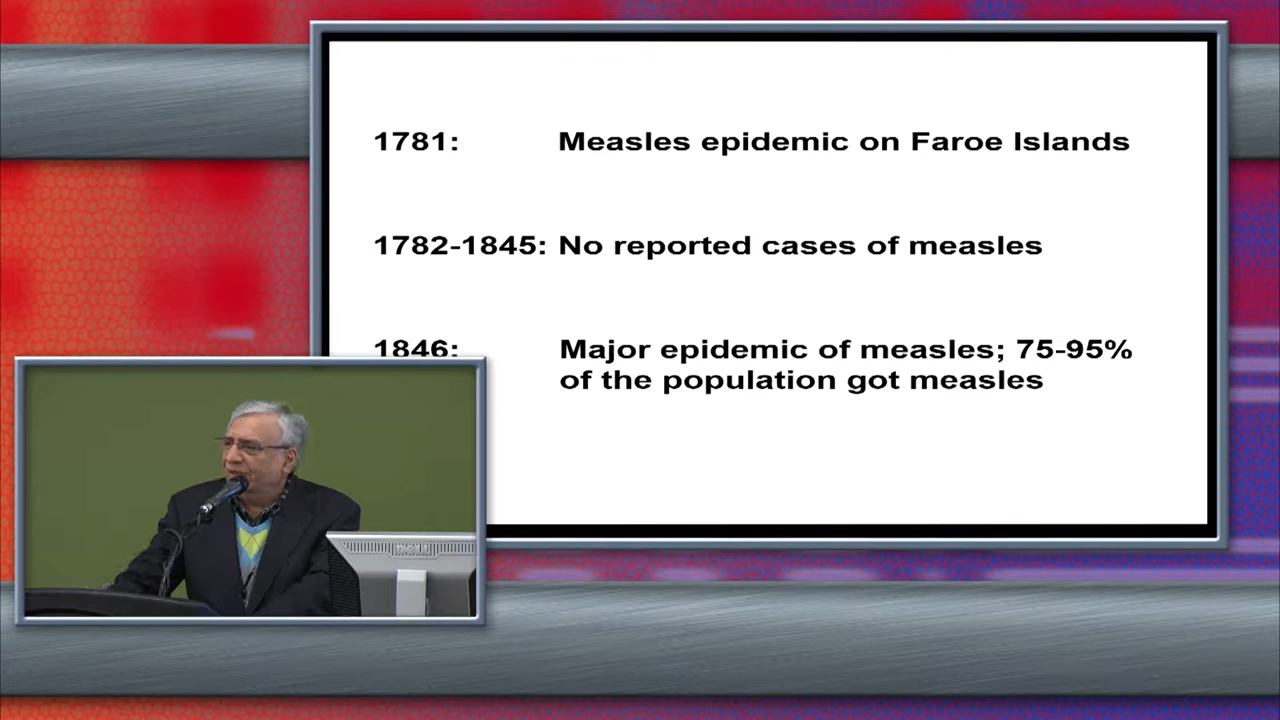 1781: Measles epidemic on Faroe Islands
1782-1845: No reported cases of measles
1846: Major epidemic of measles; 75-95%
of the population got measles